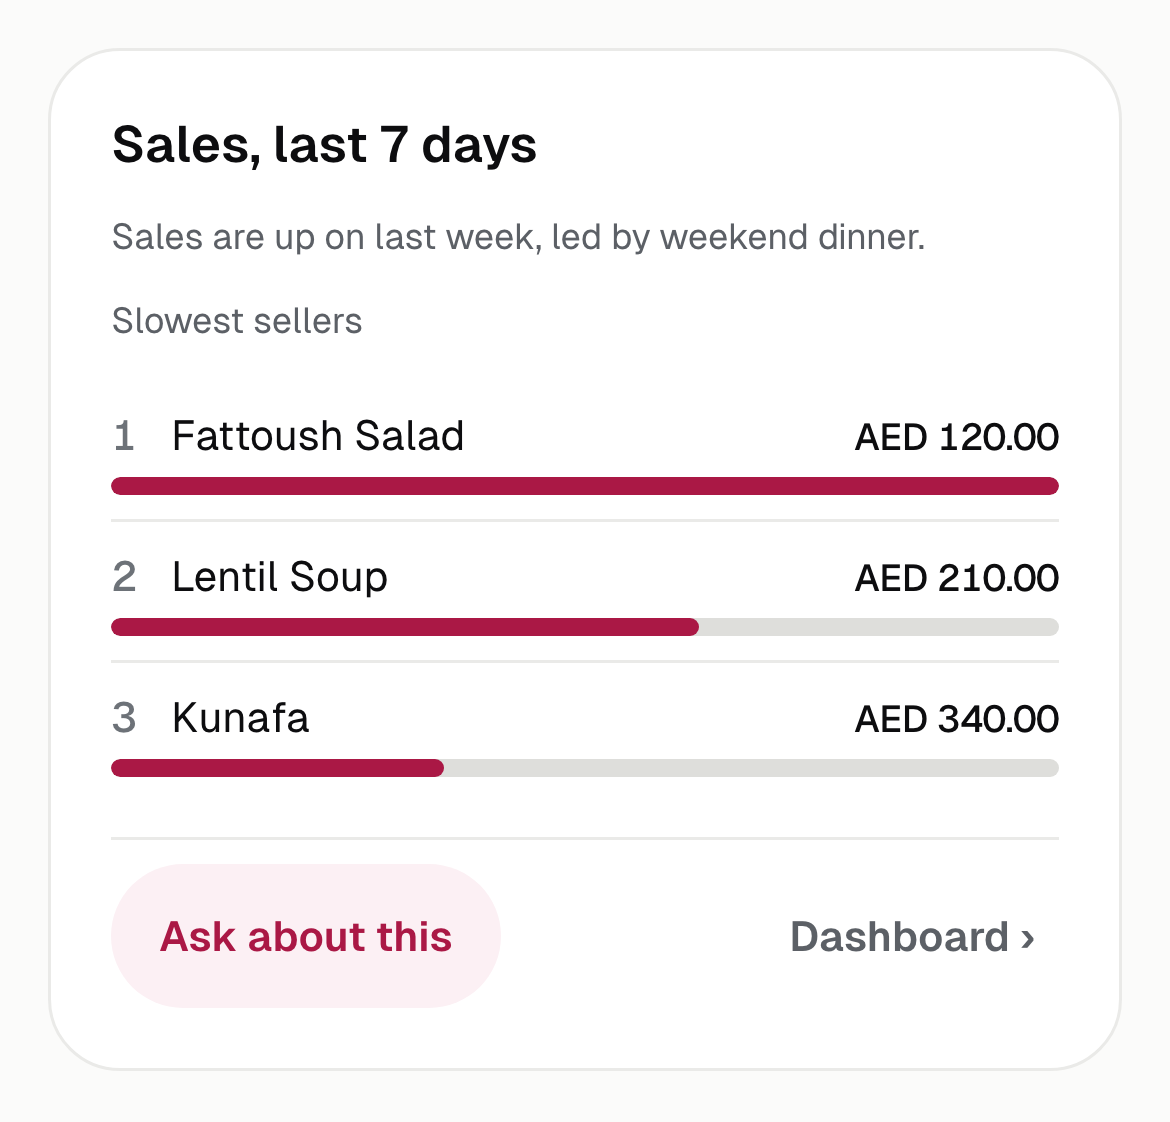 Sales, last 7 days
Sales are up on last week, led by weekend dinner.
Slowest sellers
1 Fattoush Salad AED 120.00
2 Lentil Soup AED 210.00
3 Kunafa AED 340.00
Ask about this Dashboard ›